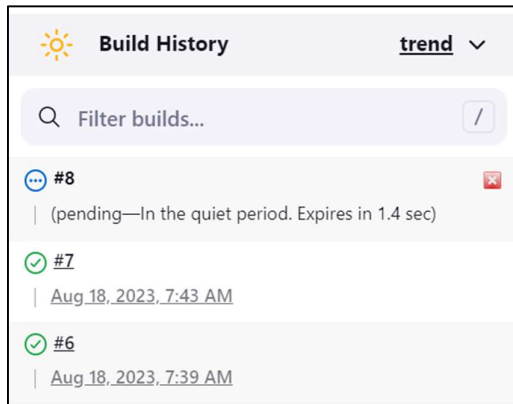 Build History trend
Filter builds... /
#8
(pending—In the quiet period. Expires in 1.4 sec)
#7
Aug 18, 2023, 7:43 AM
#6
Aug 18, 2023, 7:39 AM